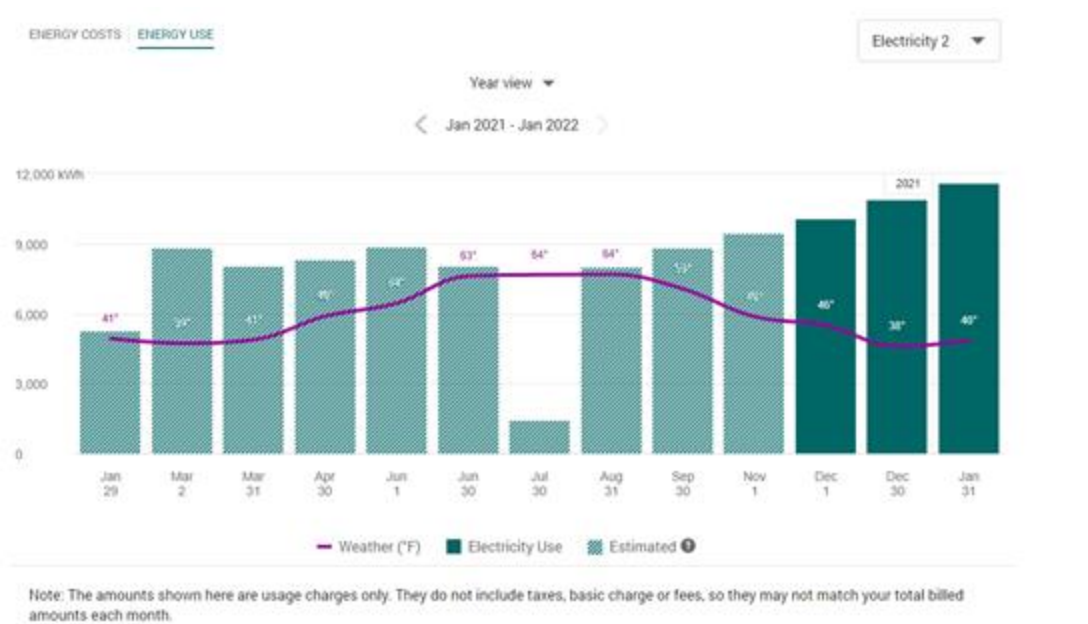 ENERGY COSTS ENERGY USE
Electricity 2
Year view
Jan 2021 - Jan 2022
12,000 kWh
2021
9,000
63° 64° 64°
6,000
41° 39° 41° 46° 38° 40°
3,000
0
Jan Mar Mar Apr Jun Jun Jul Aug Sep Nov Dec Dec Jan
29 2 31 30 1 30 30 31 30 1 1 30 31
Weather (°F) Electricity Use Estimated ?
Note: The amounts shown here are usage charges only. They do not include taxes, basic charge or fees, so they may not match your total billed
amounts each month.